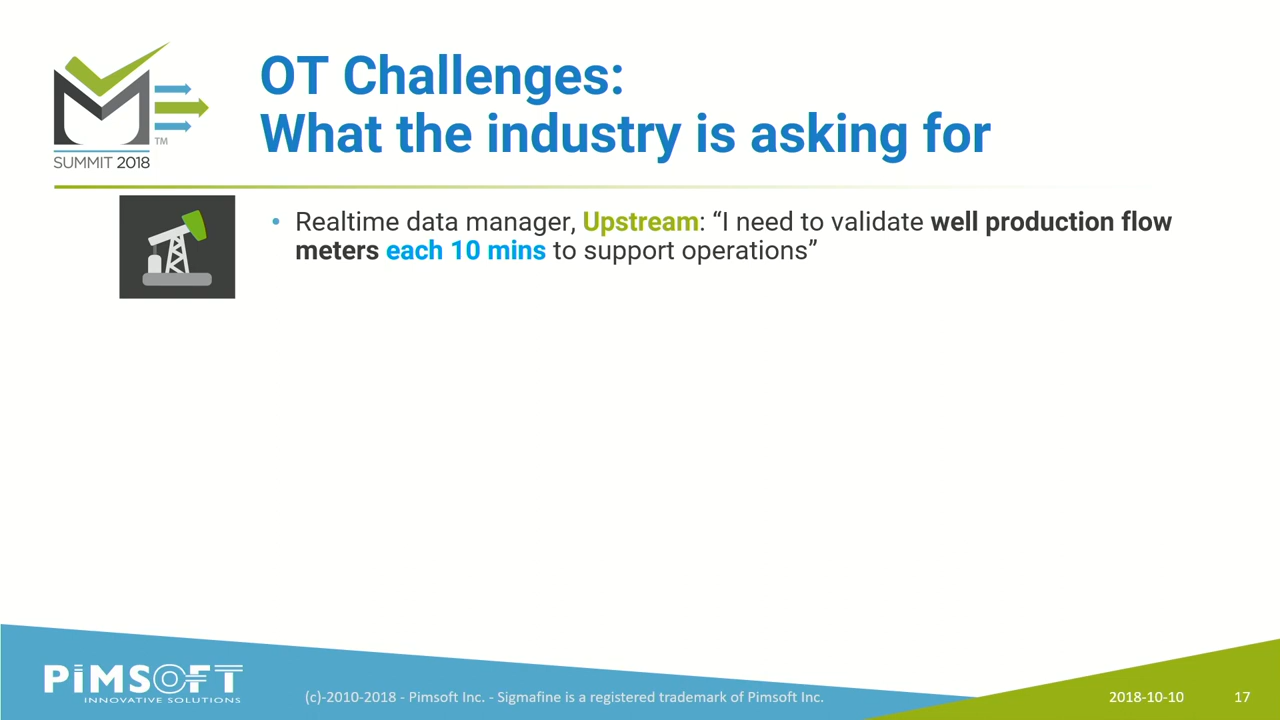 OT Challenges:
What the industry is asking for
TM
SUMMIT 2018
• Realtime data manager, Upstream: “I need to validate well production flow
meters each 10 mins to support operations”
PiMSOFT
INNOVATIVE SOLUTIONS
(c)-2010-2018 - Pimsoft Inc. - Sigmafine is a registered trademark of Pimsoft Inc.
2018-10-10
17